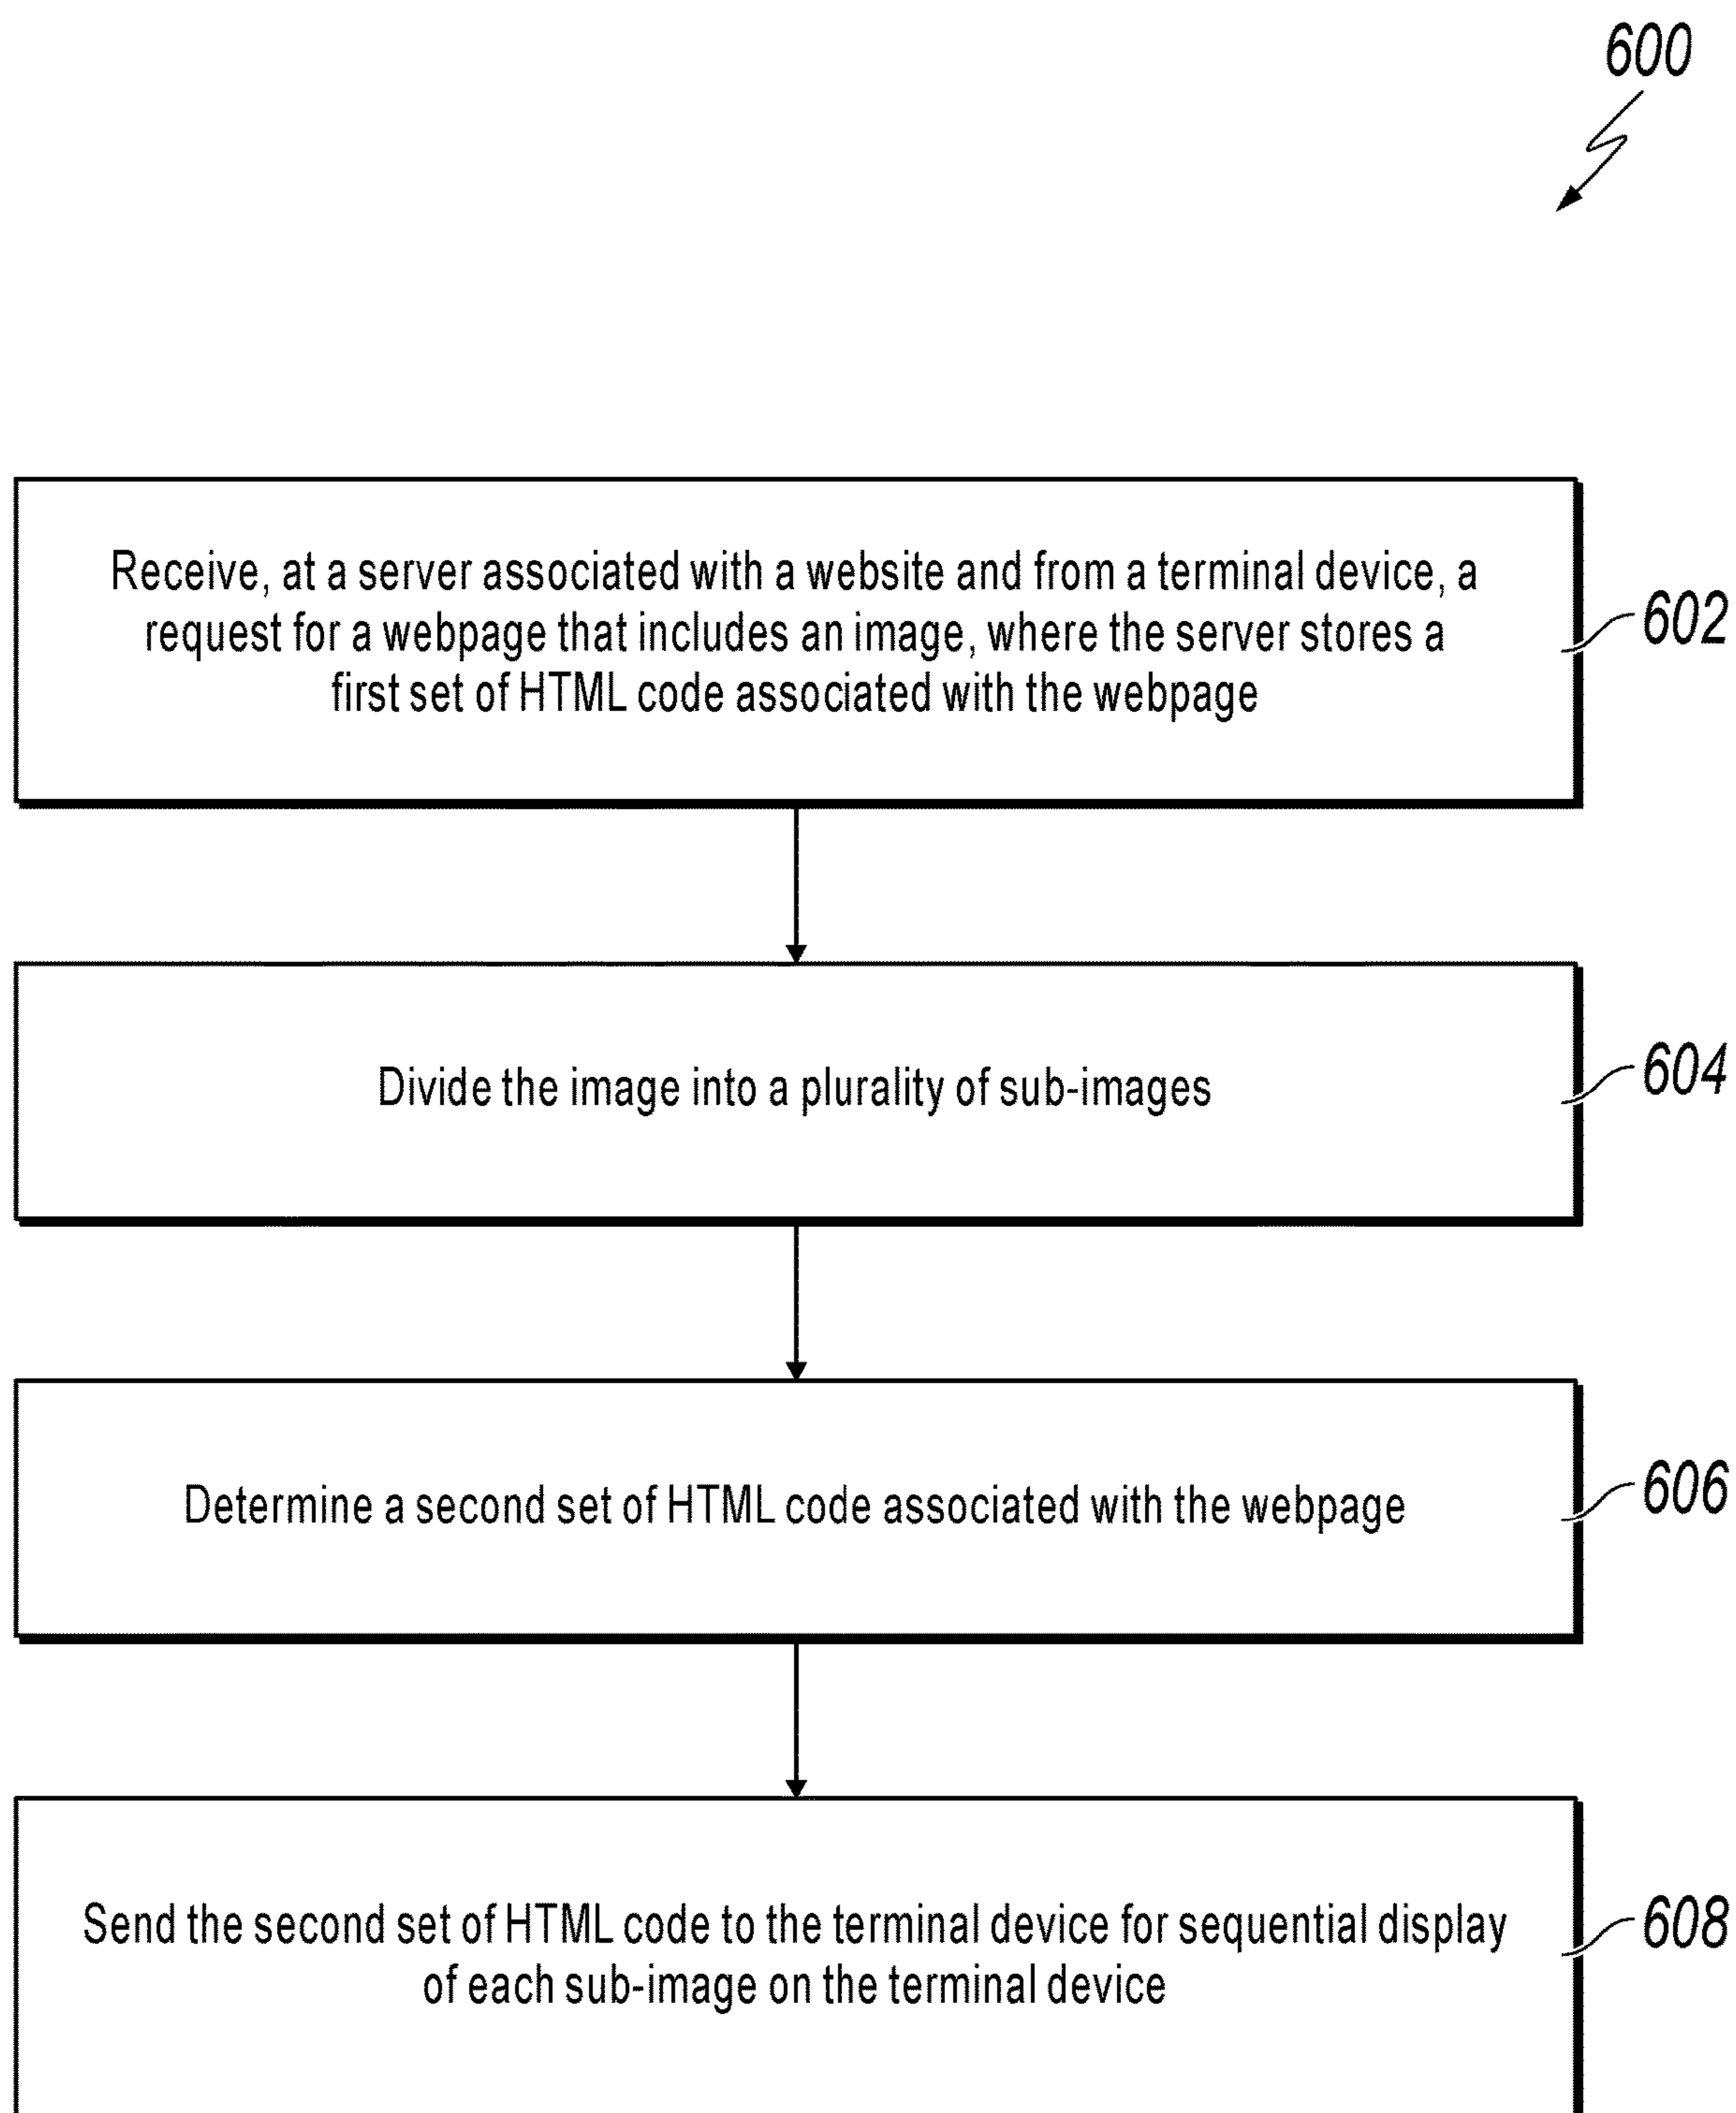 600
Receive, at a server associated with a website and from a terminal device, a
request for a webpage that includes an image, where the server stores a
first set of HTML code associated with the webpage
602
Divide the image into a plurality of sub-images
604
Determine a second set of HTML code associated with the webpage
606
Send the second set of HTML code to the terminal device for sequential display
of each sub-image on the terminal device
608